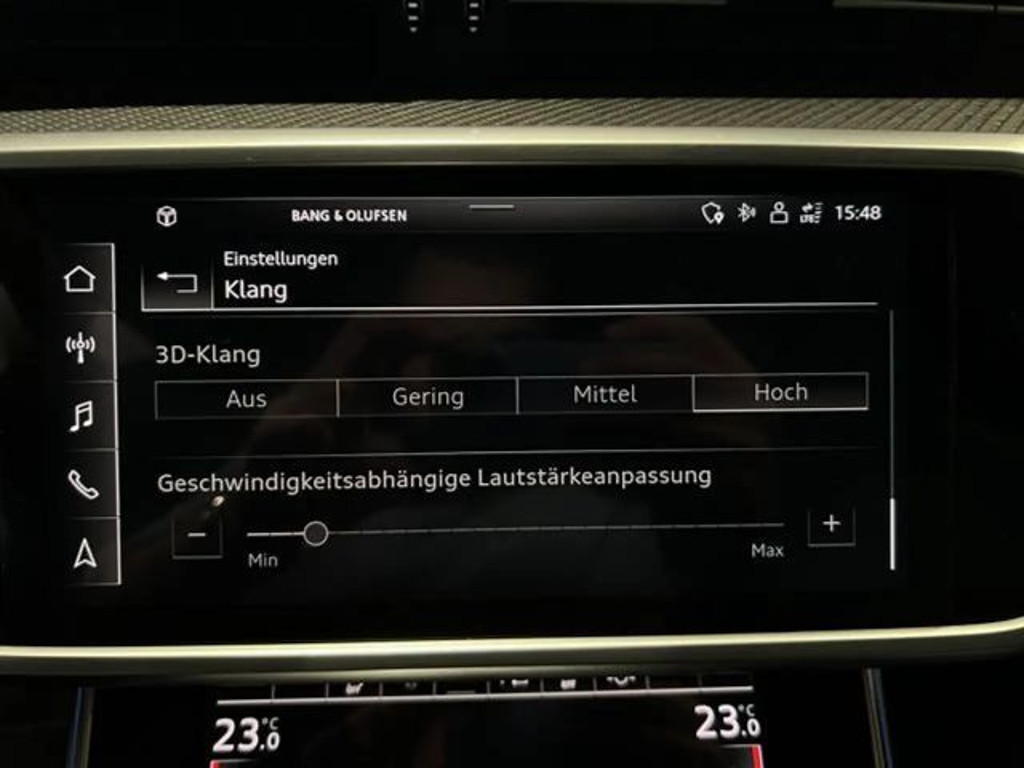 BANG & OLUFSEN
LTE
15:48
Einstellungen
Klang
3D-Klang
Aus
Gering
Mittel
Hoch
Geschwindigkeitsabhängige Lautstärkeanpassung
− +
Min
Max
23.0 °C
23.0 °C